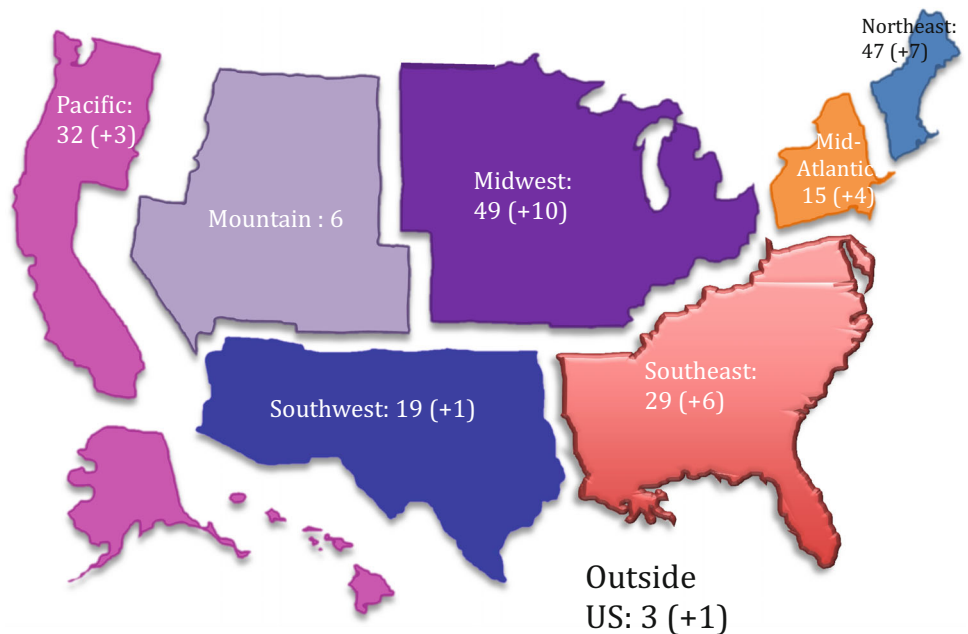 Northeast:
47 (+7)
Pacific:
32 (+3)
Mid-
Atlantic:
15 (+4)
Midwest:
49 (+10)
Mountain : 6
Southeast:
29 (+6)
Southwest: 19 (+1)
Outside
US: 3 (+1)